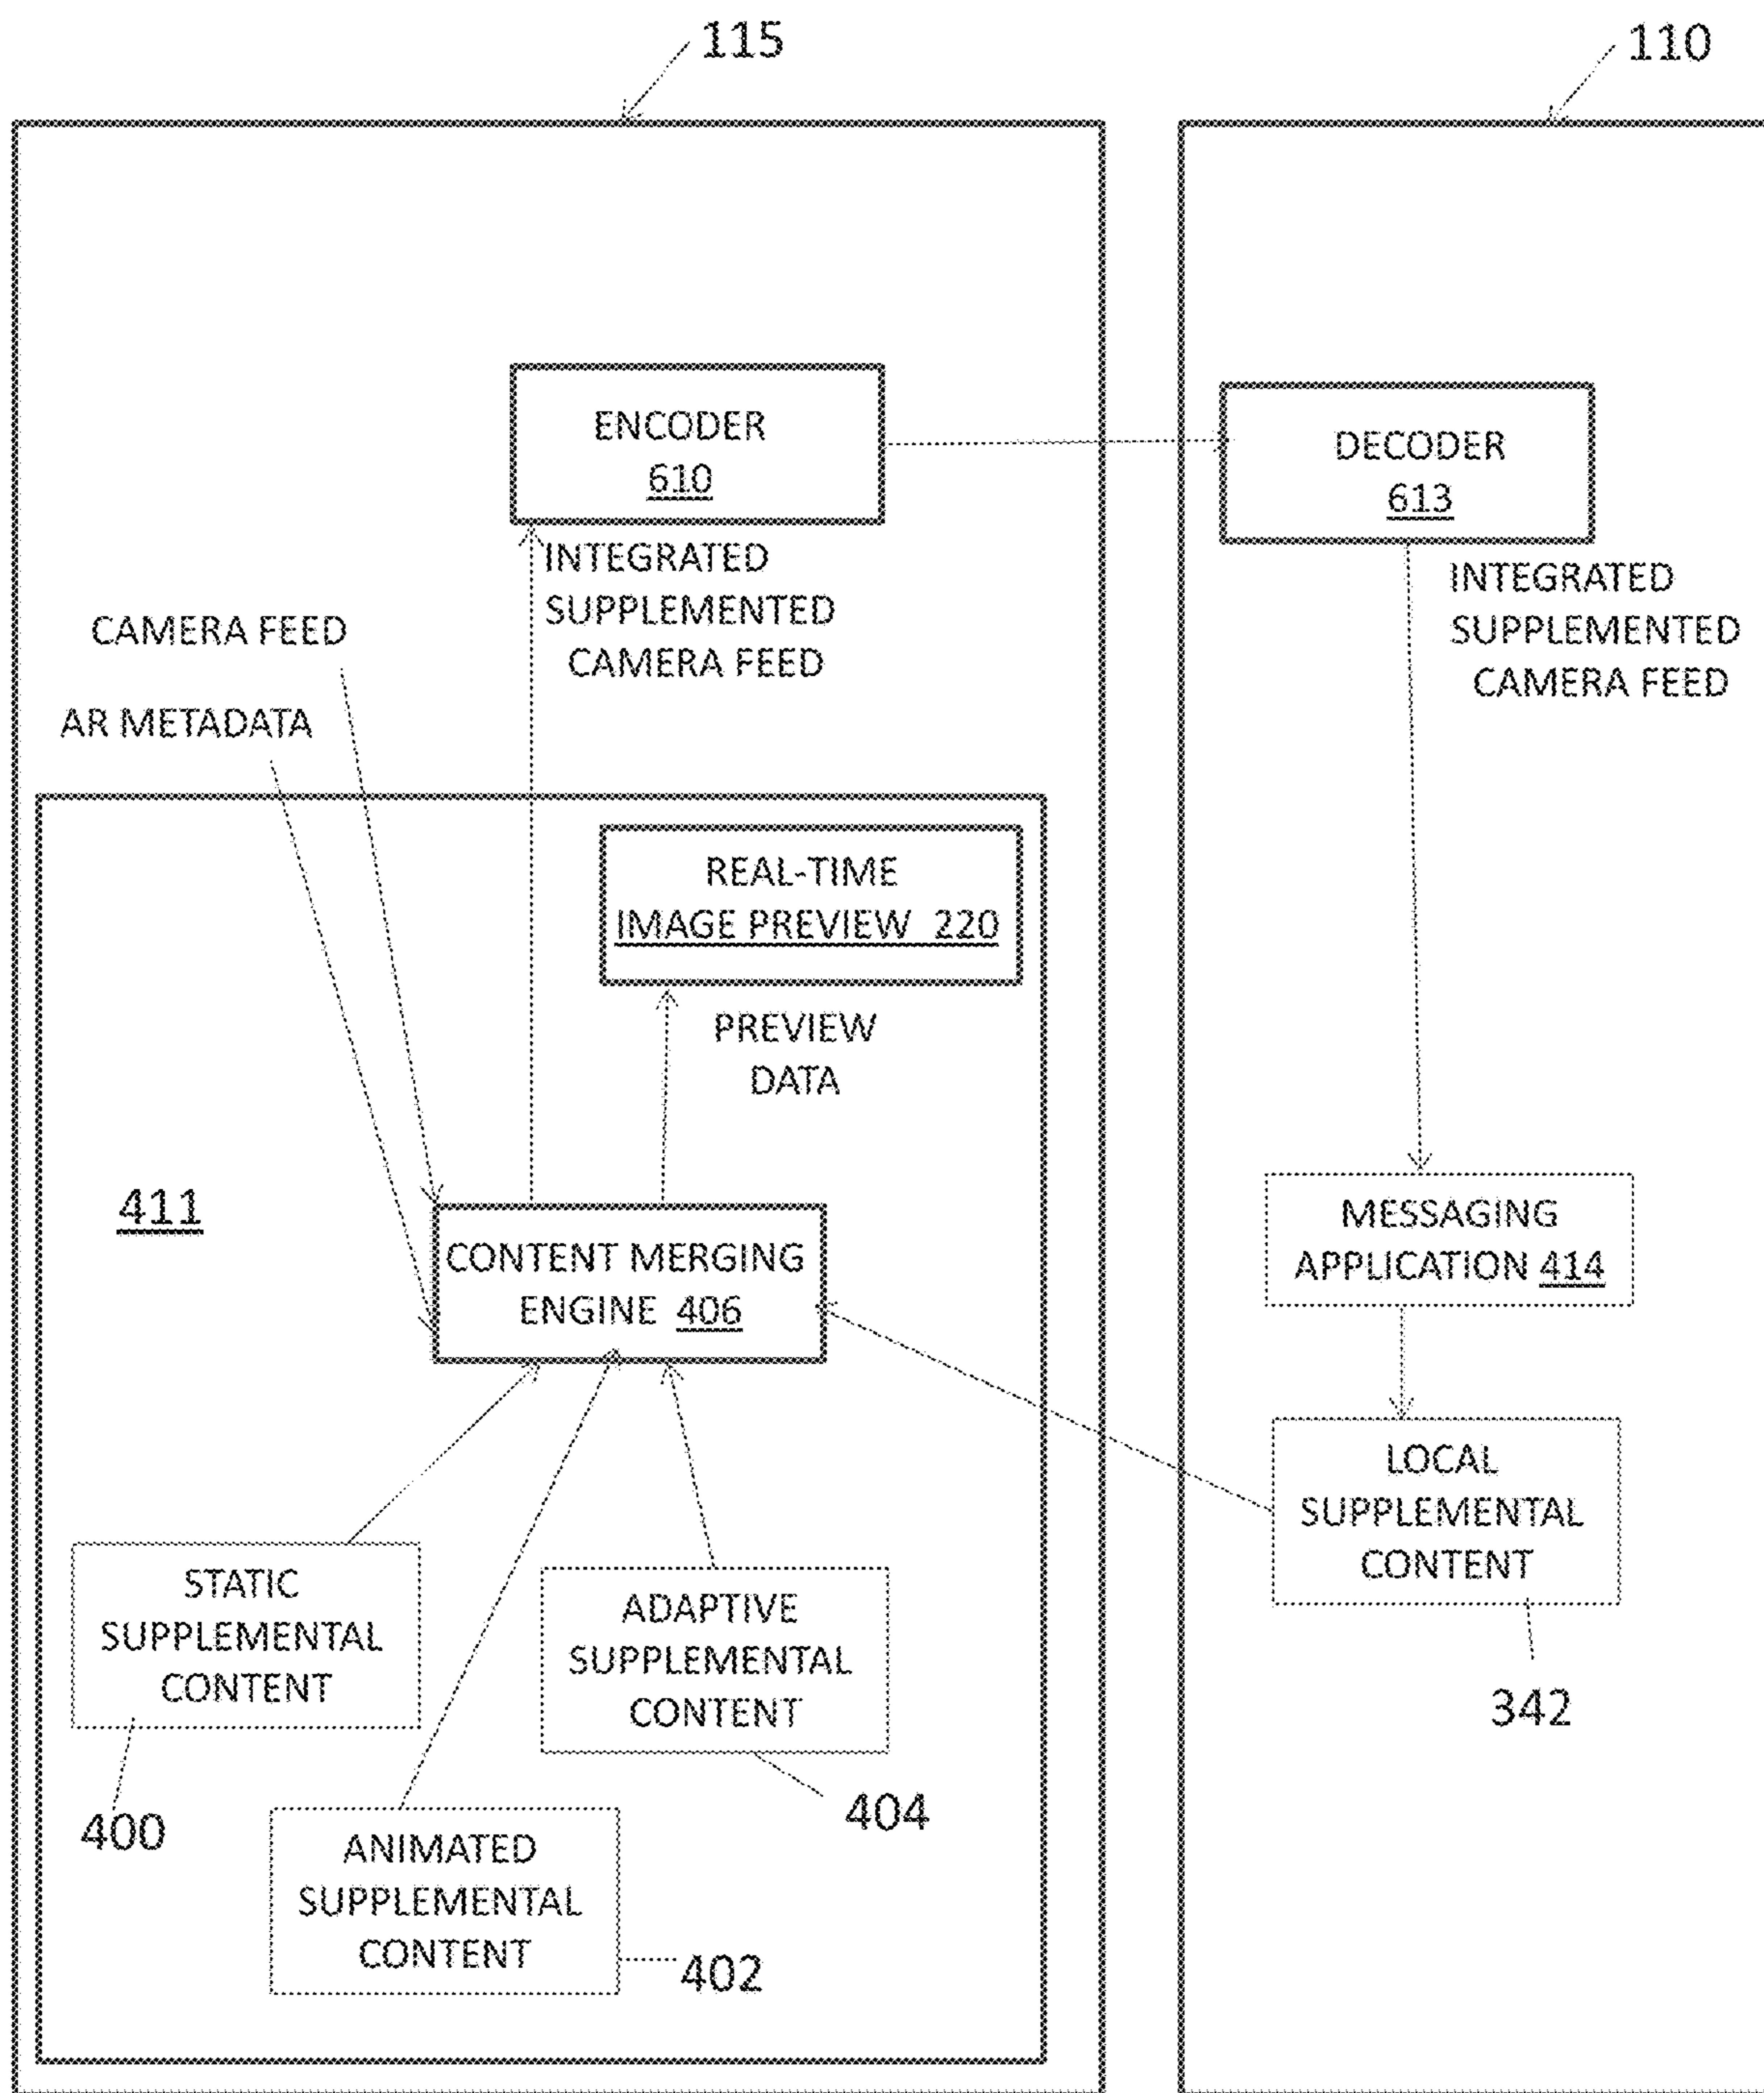 115
110
ENCODER
610
DECODER
613
INTEGRATED
SUPPLEMENTED
CAMERA FEED
INTEGRATED
SUPPLEMENTED
CAMERA FEED
CAMERA FEED
AR METADATA
REAL-TIME
IMAGE PREVIEW 220
PREVIEW
DATA
411
CONTENT MERGING
ENGINE 406
MESSAGING
APPLICATION 414
LOCAL
SUPPLEMENTAL
CONTENT
342
STATIC
SUPPLEMENTAL
CONTENT
400
ADAPTIVE
SUPPLEMENTAL
CONTENT
404
ANIMATED
SUPPLEMENTAL
CONTENT
402